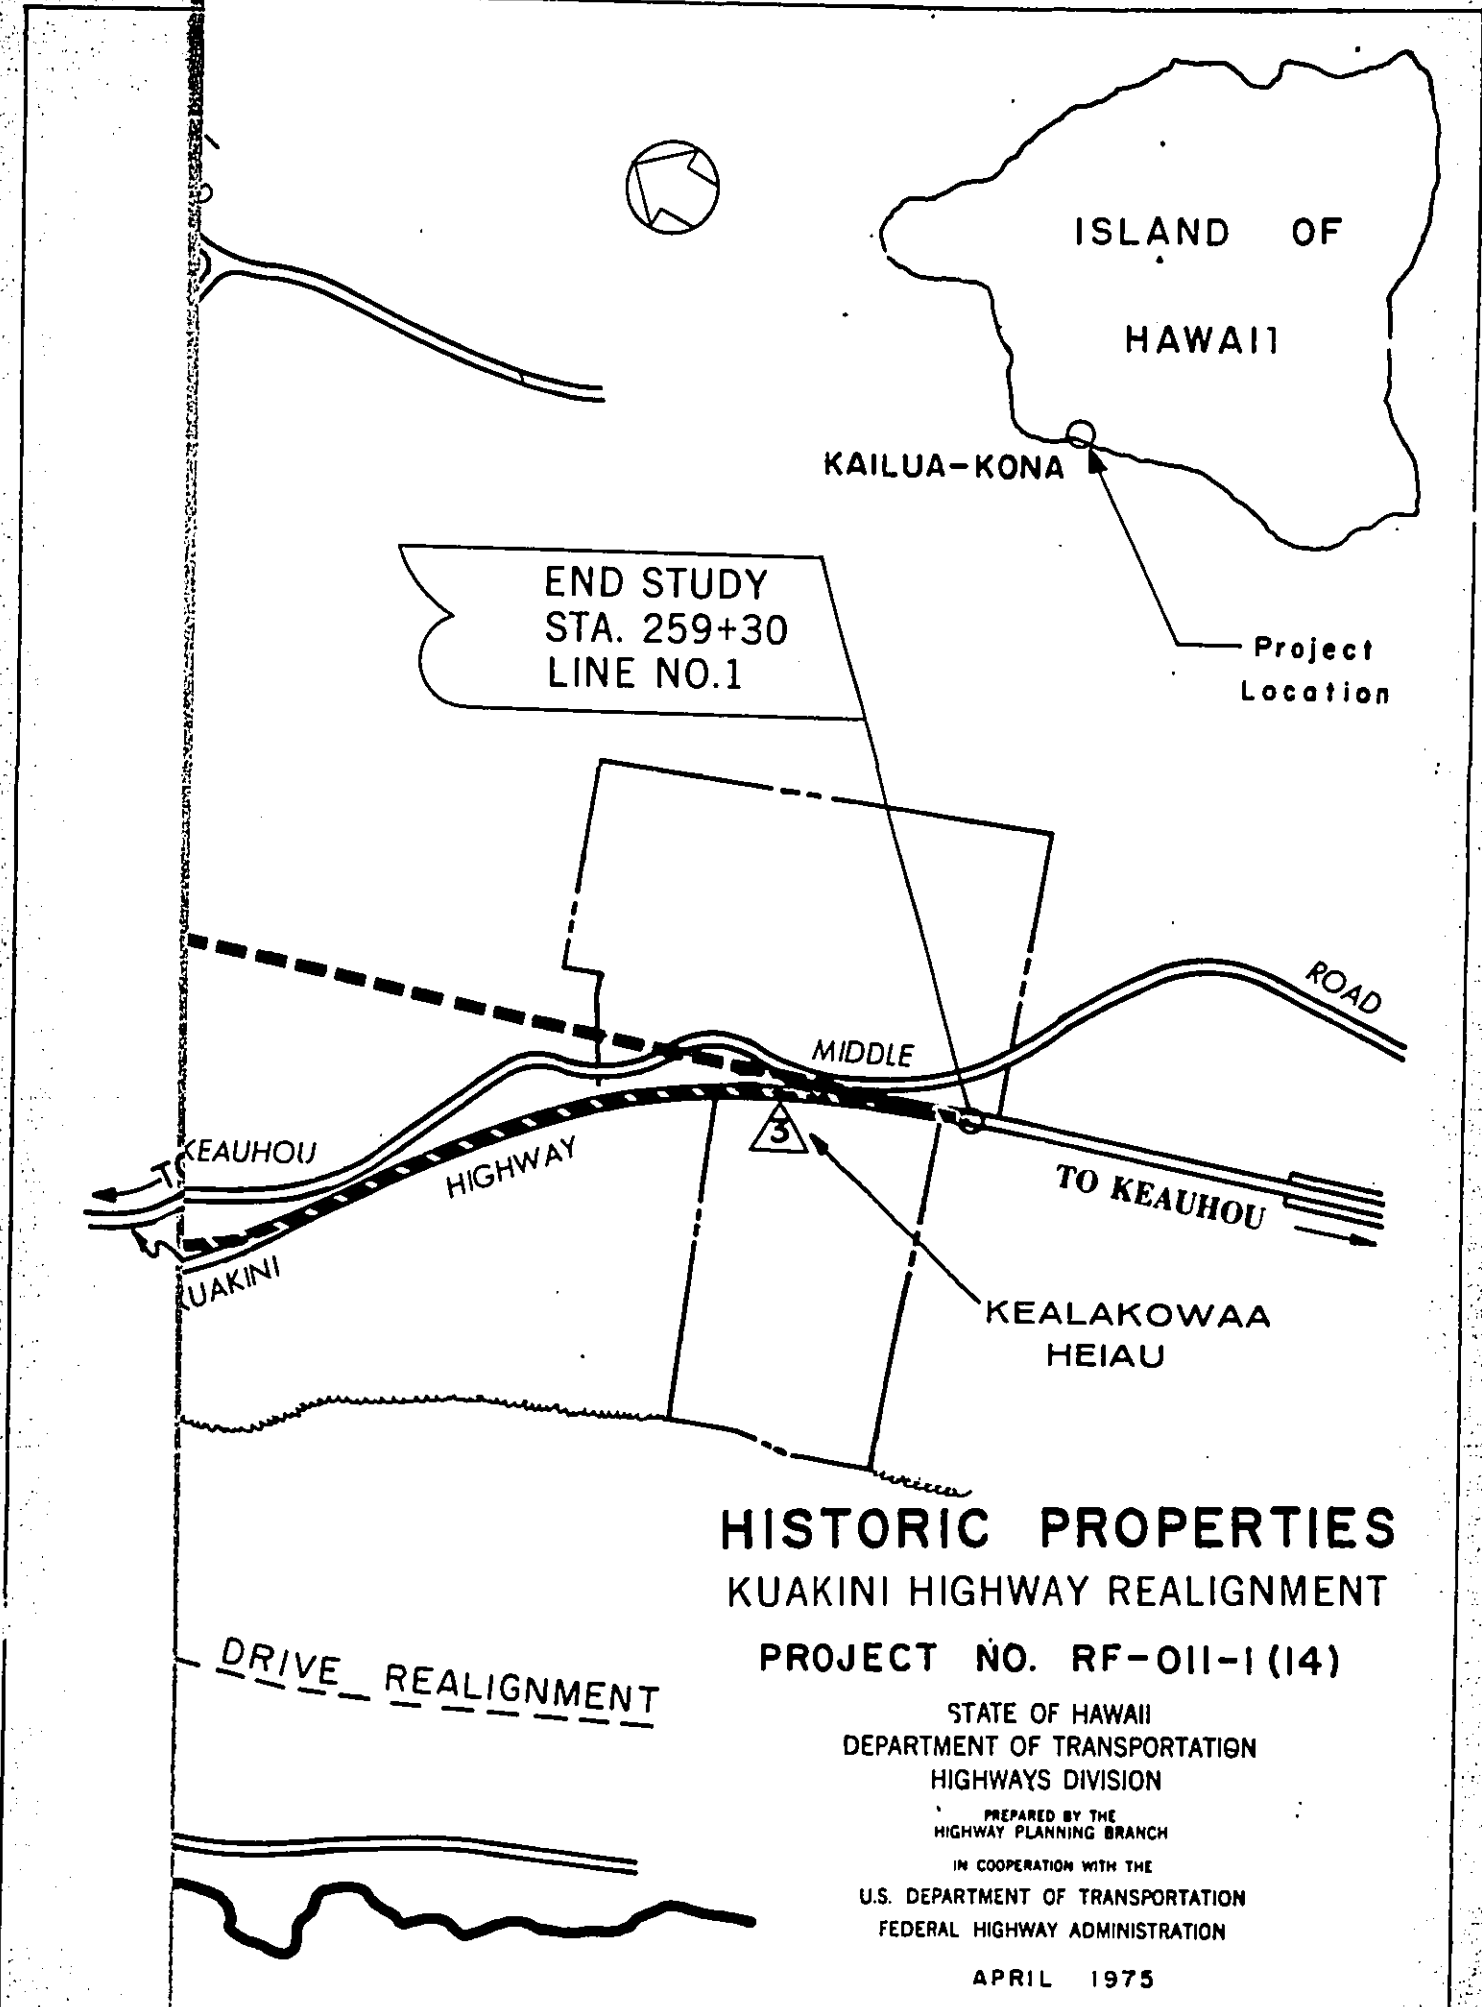 ISLAND OF
HAWAII
KAILUA-KONA
END STUDY
STA. 259+30
LINE NO.1
Project
Location
ROAD
MIDDLE
KEAUHOU
3
HIGHWAY
TO KEAUHOU
UAKINI
KEALAKOWAA
HEIAU
HISTORIC PROPERTIES
KUAKINI HIGHWAY REALIGNMENT
PROJECT NO. RF-011-1(14)
DRIVE REALIGNMENT
STATE OF HAWAII
DEPARTMENT OF TRANSPORTATION
HIGHWAYS DIVISION
PREPARED BY THE
HIGHWAY PLANNING BRANCH
IN COOPERATION WITH THE
U.S. DEPARTMENT OF TRANSPORTATION
FEDERAL HIGHWAY ADMINISTRATION
APRIL 1975